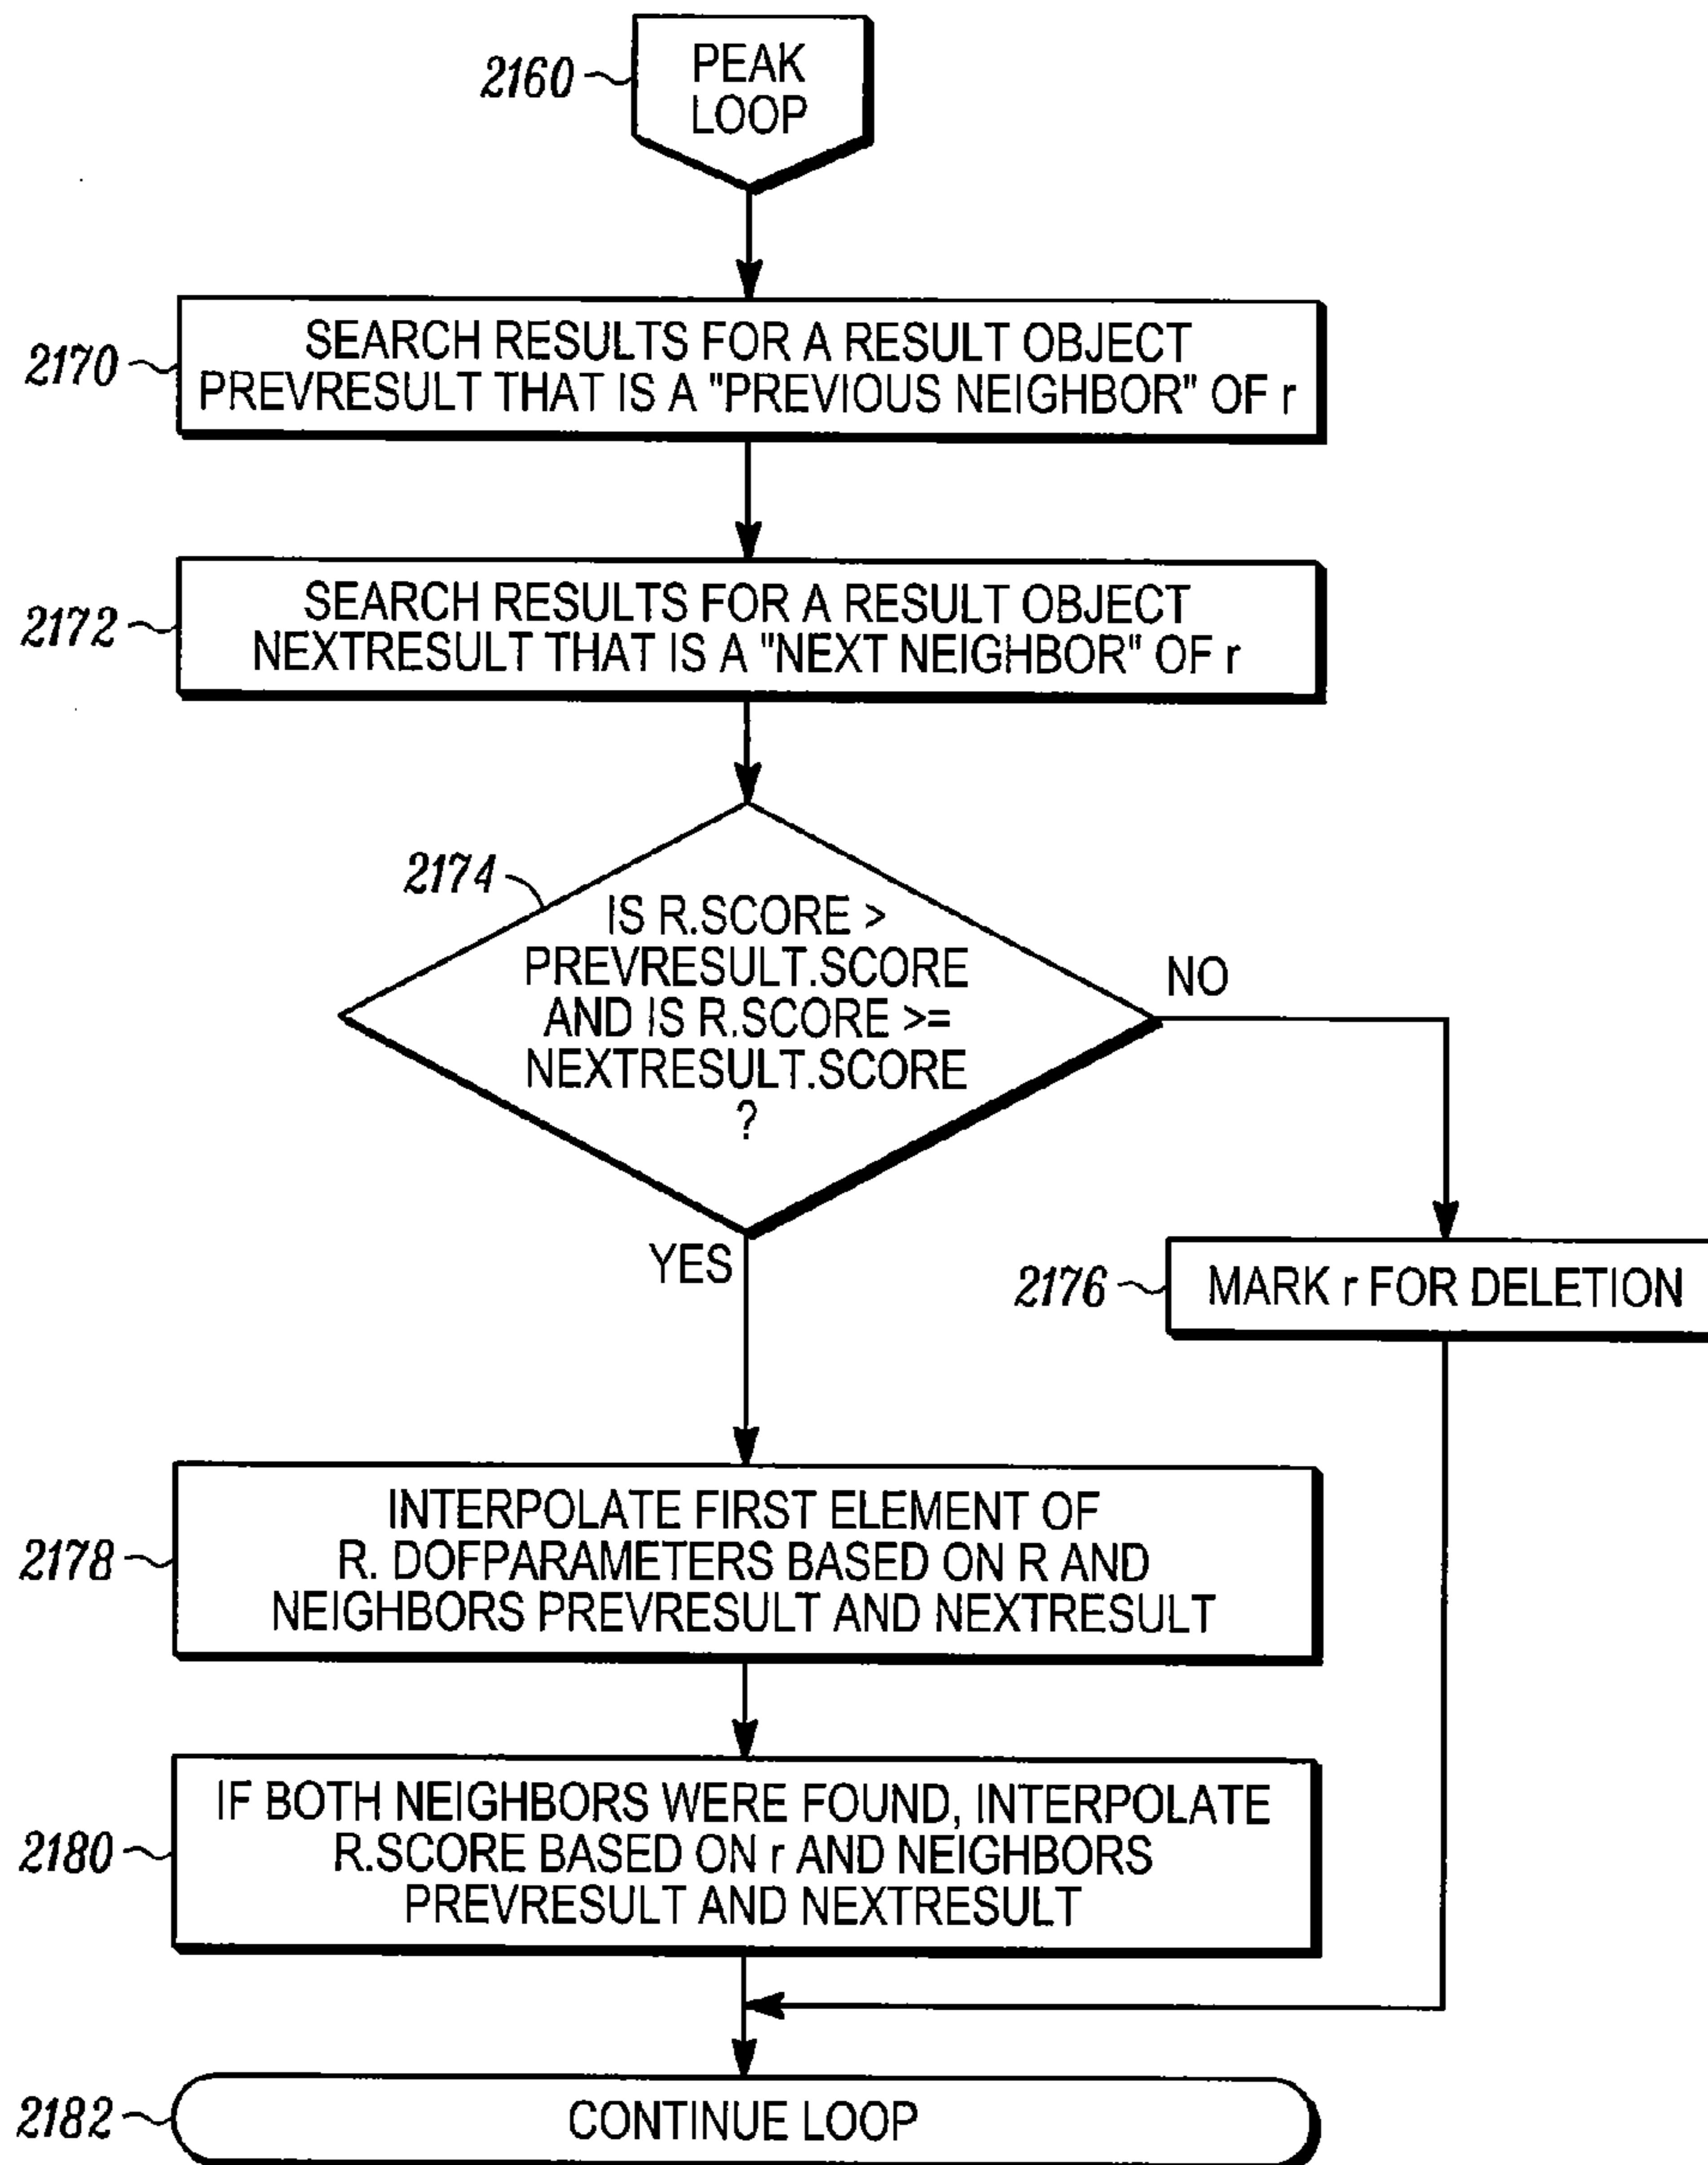 2160
PEAK
LOOP
2170
SEARCH RESULTS FOR A RESULT OBJECT
PREVRESULT THAT IS A "PREVIOUS NEIGHBOR" OF r
2172
SEARCH RESULTS FOR A RESULT OBJECT
NEXTRESULT THAT IS A "NEXT NEIGHBOR" OF r
2174
IS R.SCORE >
PREVRESULT.SCORE
AND IS R.SCORE >=
NEXTRESULT.SCORE
?
NO
YES
2176
MARK r FOR DELETION
2178
INTERPOLATE FIRST ELEMENT OF
R. DOFPARAMETERS BASED ON R AND
NEIGHBORS PREVRESULT AND NEXTRESULT
2180
IF BOTH NEIGHBORS WERE FOUND, INTERPOLATE
R.SCORE BASED ON r AND NEIGHBORS
PREVRESULT AND NEXTRESULT
2182
CONTINUE LOOP